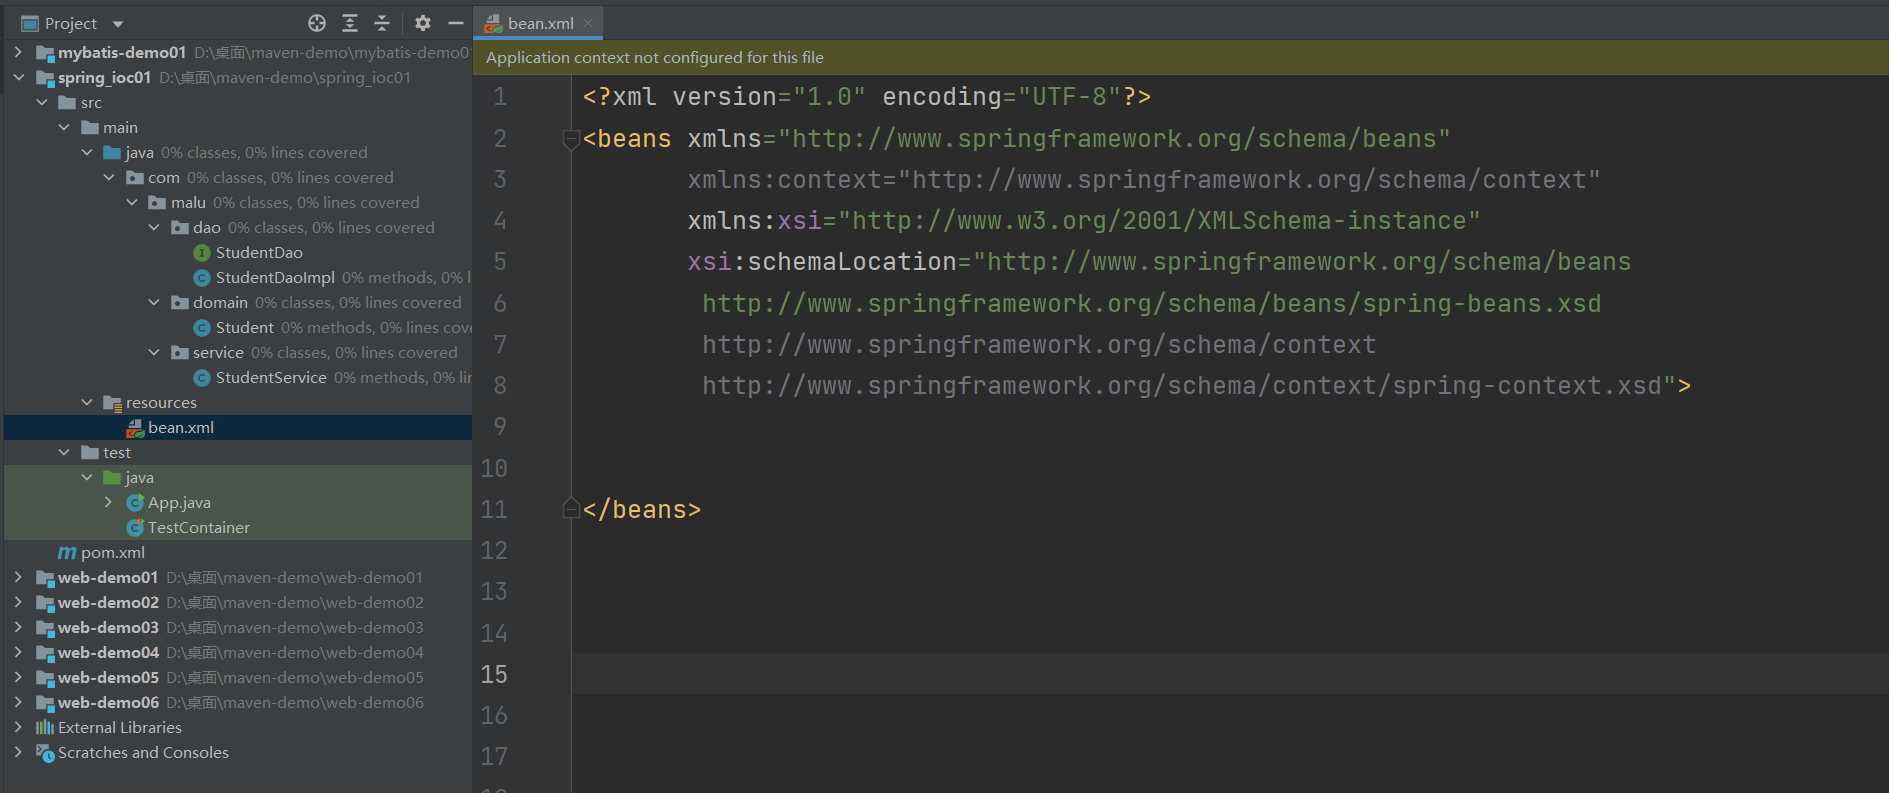 Project
mybatis-demo01 D:\桌面\maven-demo\mybatis-demo01
spring_ioc01 D:\桌面\maven-demo\spring_ioc01
src
main
java 0% classes, 0% lines covered
com 0% classes, 0% lines covered
malu 0% classes, 0% lines covered
dao 0% classes, 0% lines covered
I StudentDao
C StudentDaoImpl 0% methods, 0% l
domain 0% classes, 0% lines covered
C Student 0% methods, 0% lines cov
service 0% classes, 0% lines covered
C StudentService 0% methods, 0% lin
resources
bean.xml
test
java
C App.java
C TestContainer
m pom.xml
web-demo01 D:\桌面\maven-demo\web-demo01
web-demo02 D:\桌面\maven-demo\web-demo02
web-demo03 D:\桌面\maven-demo\web-demo03
web-demo04 D:\桌面\maven-demo\web-demo04
web-demo05 D:\桌面\maven-demo\web-demo05
web-demo06 D:\桌面\maven-demo\web-demo06
External Libraries
Scratches and Consoles
bean.xml
Application context not configured for this file
1 <?xml version="1.0" encoding="UTF-8"?>
2 <beans xmlns="http://www.springframework.org/schema/beans"
3 xmlns:context="http://www.springframework.org/schema/context"
4 xmlns:xsi="http://www.w3.org/2001/XMLSchema-instance"
5 xsi:schemaLocation="http://www.springframework.org/schema/beans
6 http://www.springframework.org/schema/beans/spring-beans.xsd
7 http://www.springframework.org/schema/context
8 http://www.springframework.org/schema/context/spring-context.xsd">
9
10
11 </beans>
12
13
14
15
16
17